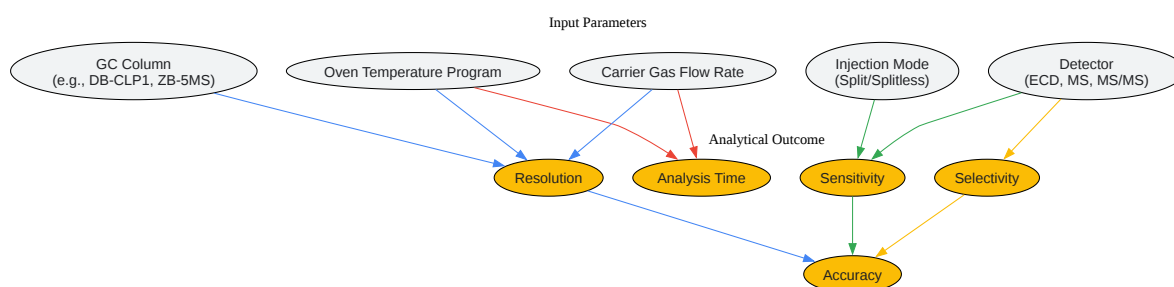 Input Parameters
GC Column
(e.g., DB-CLP1, ZB-5MS)
Oven Temperature Program
Carrier Gas Flow Rate
Injection Mode
(Split/Splitless)
Detector
(ECD, MS, MS/MS)
Analytical Outcome
Resolution
Analysis Time
Sensitivity
Selectivity
Accuracy